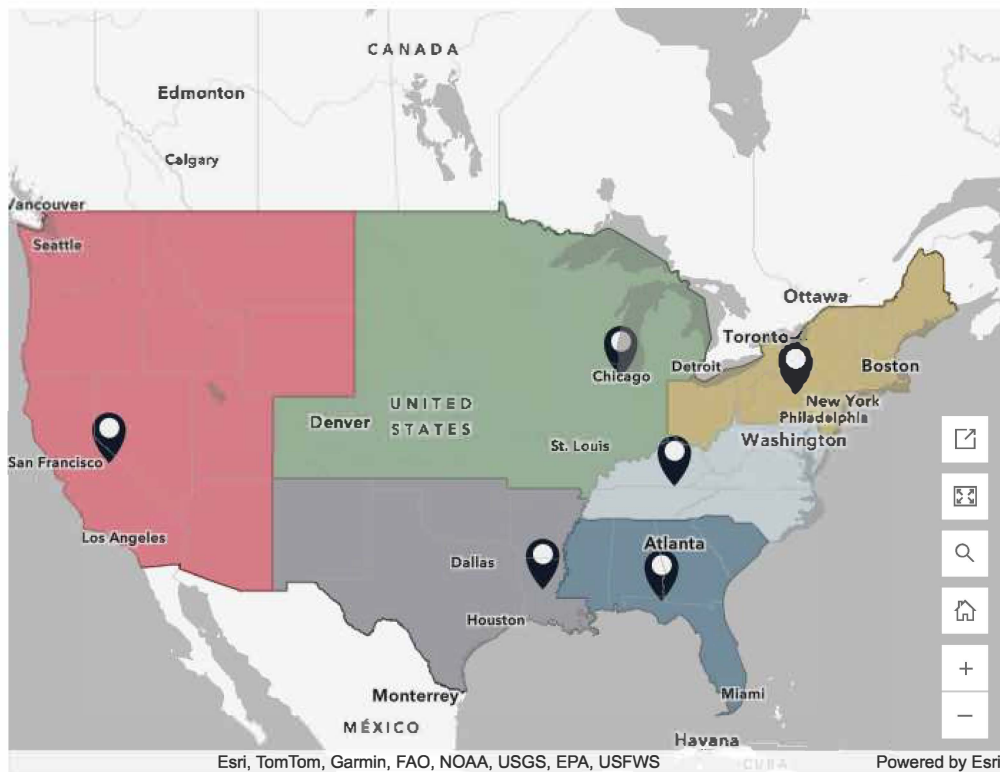 CANADA
Edmonton
Calgary
Vancouver
Seattle
Ottawa
Toronto
Detroit
Boston
Chicago
New York
Philadelphia
Washington
UNITED
STATES
Denver
St. Louis
San Francisco
Los Angeles
Atlanta
Dallas
Houston
Miami
Monterrey
MÉXICO
Havana
CUBA
Esri, TomTom, Garmin, FAO, NOAA, USGS, EPA, USFWS
Powered by Esri